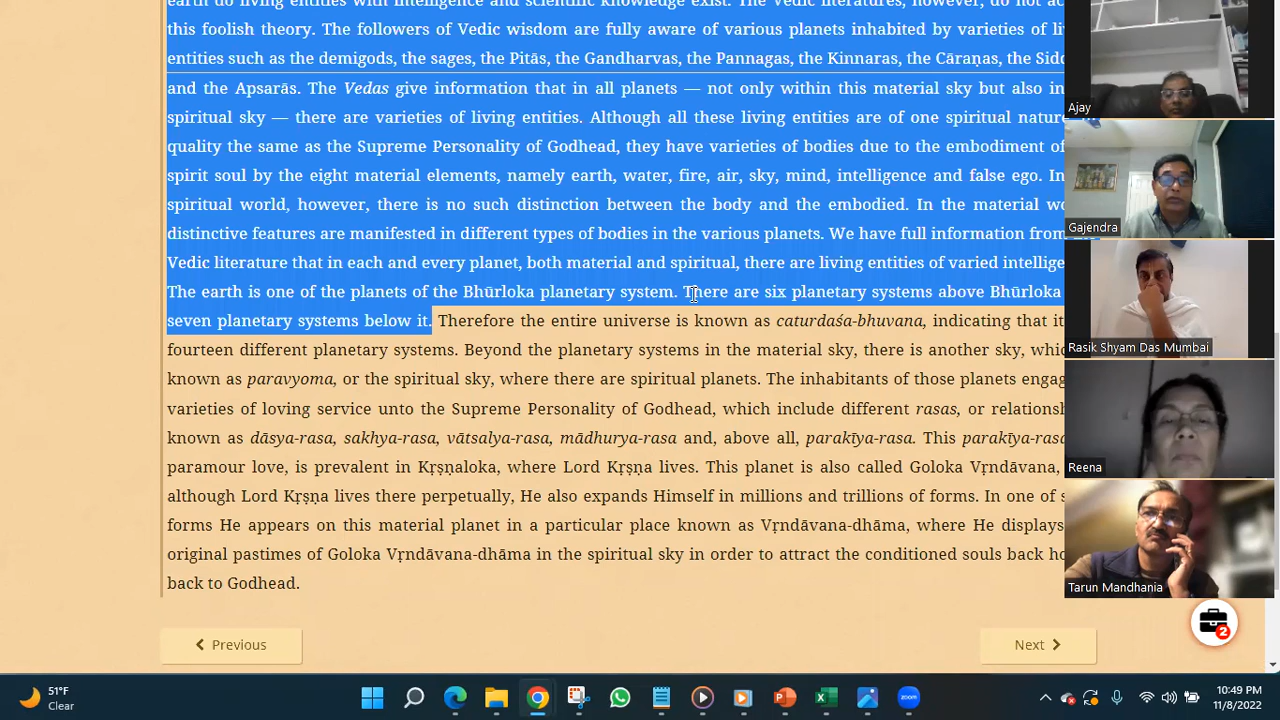 earth do living entities with intelligence and scientific knowledge exist. The Vedic literatures, however, do not ac
this foolish theory. The followers of Vedic wisdom are fully aware of various planets inhabited by varieties of li
entities such as the demigods, the sages, the Pitās, the Gandharvas, the Pannagas, the Kinnaras, the Cāraṇas, the Sidd
and the Apsarās. The Vedas give information that in all planets — not only within this material sky but also in
spiritual sky — there are varieties of living entities. Although all these living entities are of one spiritual nature
quality the same as the Supreme Personality of Godhead, they have varieties of bodies due to the embodiment of
spirit soul by the eight material elements, namely earth, water, fire, air, sky, mind, intelligence and false ego. In
spiritual world, however, there is no such distinction between the body and the embodied. In the material wo
distinctive features are manifested in different types of bodies in the various planets. We have full information from
Vedic literature that in each and every planet, both material and spiritual, there are living entities of varied intellige
The earth is one of the planets of the Bhūrloka planetary system. There are six planetary systems above Bhūrloka
seven planetary systems below it. Therefore the entire universe is known as caturdaśa-bhuvana, indicating that it
fourteen different planetary systems. Beyond the planetary systems in the material sky, there is another sky, whic
known as paravyoma, or the spiritual sky, where there are spiritual planets. The inhabitants of those planets engag
varieties of loving service unto the Supreme Personality of Godhead, which include different rasas, or relationsh
known as dāsya-rasa, sakhya-rasa, vātsalya-rasa, mādhurya-rasa and, above all, parakīya-rasa. This parakīya-rasa
paramour love, is prevalent in Kṛṣṇaloka, where Lord Kṛṣṇa lives. This planet is also called Goloka Vṛndāvana,
although Lord Kṛṣṇa lives there perpetually, He also expands Himself in millions and trillions of forms. In one of s
forms He appears on this material planet in a particular place known as Vṛndāvana-dhāma, where He displays
original pastimes of Goloka Vṛndāvana-dhāma in the spiritual sky in order to attract the conditioned souls back ho
back to Godhead.
Previous
Next
Ajay
Gajendra
Rasik Shyam Das Mumbai
Reena
Tarun Mandhania
2
51°F
Clear
zoom
10:49 PM
11/8/2022